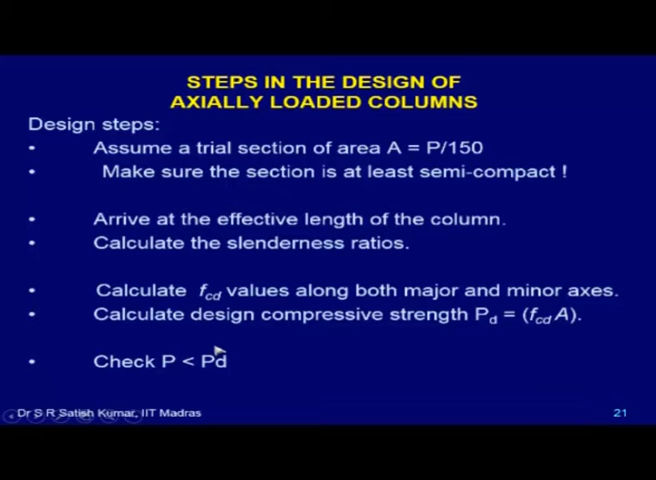 STEPS IN THE DESIGN OF
AXIALLY LOADED COLUMNS
Design steps:
• Assume a trial section of area A = P/150
• Make sure the section is at least semi-compact !
• Arrive at the effective length of the column.
• Calculate the slenderness ratios.
• Calculate fcd values along both major and minor axes.
• Calculate design compressive strength Pd = (fcd A).
• Check P < Pd
Dr S R Satish Kumar, IIT Madras
21